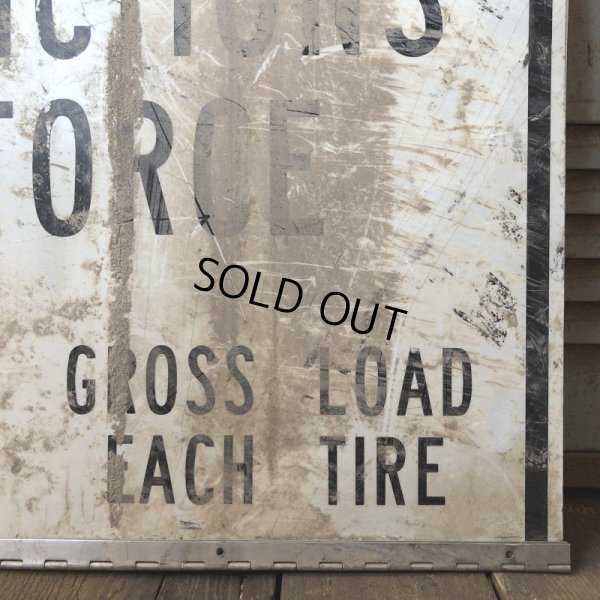 ORCE
SOLD OUT
GROSS LOAD
EACH TIRE